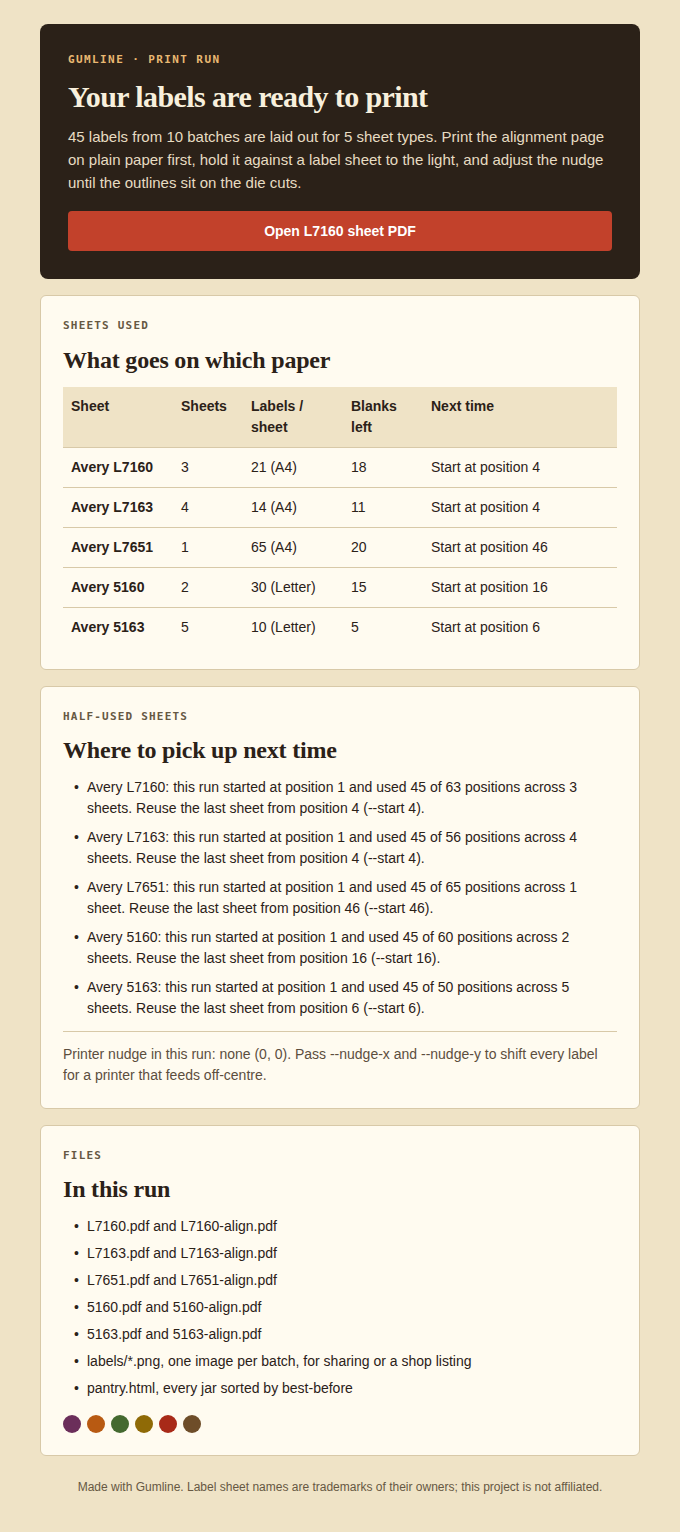 GUMLINE · PRINT RUN
Your labels are ready to print
45 labels from 10 batches are laid out for 5 sheet types. Print the alignment page
on plain paper first, hold it against a label sheet to the light, and adjust the nudge
until the outlines sit on the die cuts.
Open L7160 sheet PDF
SHEETS USED
What goes on which paper
Sheet Sheets Labels / sheet Blanks left Next time
Avery L7160 3 21 (A4) 18 Start at position 4
Avery L7163 4 14 (A4) 11 Start at position 4
Avery L7651 1 65 (A4) 20 Start at position 46
Avery 5160 2 30 (Letter) 15 Start at position 16
Avery 5163 5 10 (Letter) 5 Start at position 6
HALF-USED SHEETS
Where to pick up next time
• Avery L7160: this run started at position 1 and used 45 of 63 positions across 3
sheets. Reuse the last sheet from position 4 (--start 4).
• Avery L7163: this run started at position 1 and used 45 of 56 positions across 4
sheets. Reuse the last sheet from position 4 (--start 4).
• Avery L7651: this run started at position 1 and used 45 of 65 positions across 1
sheet. Reuse the last sheet from position 46 (--start 46).
• Avery 5160: this run started at position 1 and used 45 of 60 positions across 2
sheets. Reuse the last sheet from position 16 (--start 16).
• Avery 5163: this run started at position 1 and used 45 of 50 positions across 5
sheets. Reuse the last sheet from position 6 (--start 6).
Printer nudge in this run: none (0, 0). Pass --nudge-x and --nudge-y to shift every label
for a printer that feeds off-centre.
FILES
In this run
• L7160.pdf and L7160-align.pdf
• L7163.pdf and L7163-align.pdf
• L7651.pdf and L7651-align.pdf
• 5160.pdf and 5160-align.pdf
• 5163.pdf and 5163-align.pdf
• labels/*.png, one image per batch, for sharing or a shop listing
• pantry.html, every jar sorted by best-before
Made with Gumline. Label sheet names are trademarks of their owners; this project is not affiliated.